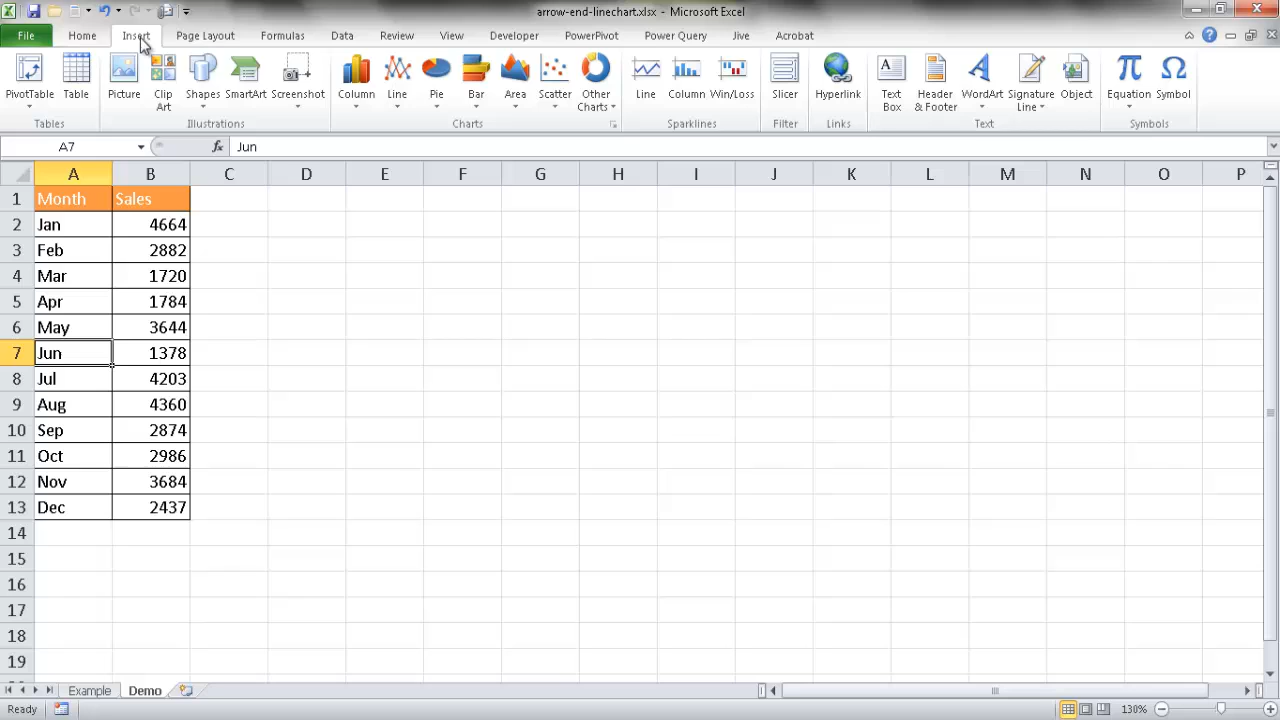 arrow-end-linechart.xlsx - Microsoft Excel
File Home Insert Page Layout Formulas Data Review View Developer PowerPivot Power Query Jive Acrobat
PivotTable Table Picture Clip Art Shapes SmartArt Screenshot Column Line Pie Bar Area Scatter Other Charts Line Column Win/Loss Slicer Hyperlink Text Box Header & Footer WordArt Signature Line Object Equation Symbol
Tables Illustrations Charts Sparklines Filter Links Text Symbols
A7 fx Jun
A B C D E F G H I J K L M N O P
1 Month Sales
2 Jan 4664
3 Feb 2882
4 Mar 1720
5 Apr 1784
6 May 3644
7 Jun 1378
8 Jul 4203
9 Aug 4360
10 Sep 2874
11 Oct 2986
12 Nov 3684
13 Dec 2437
14
15
16
17
18
19
Example Demo
Ready 130%